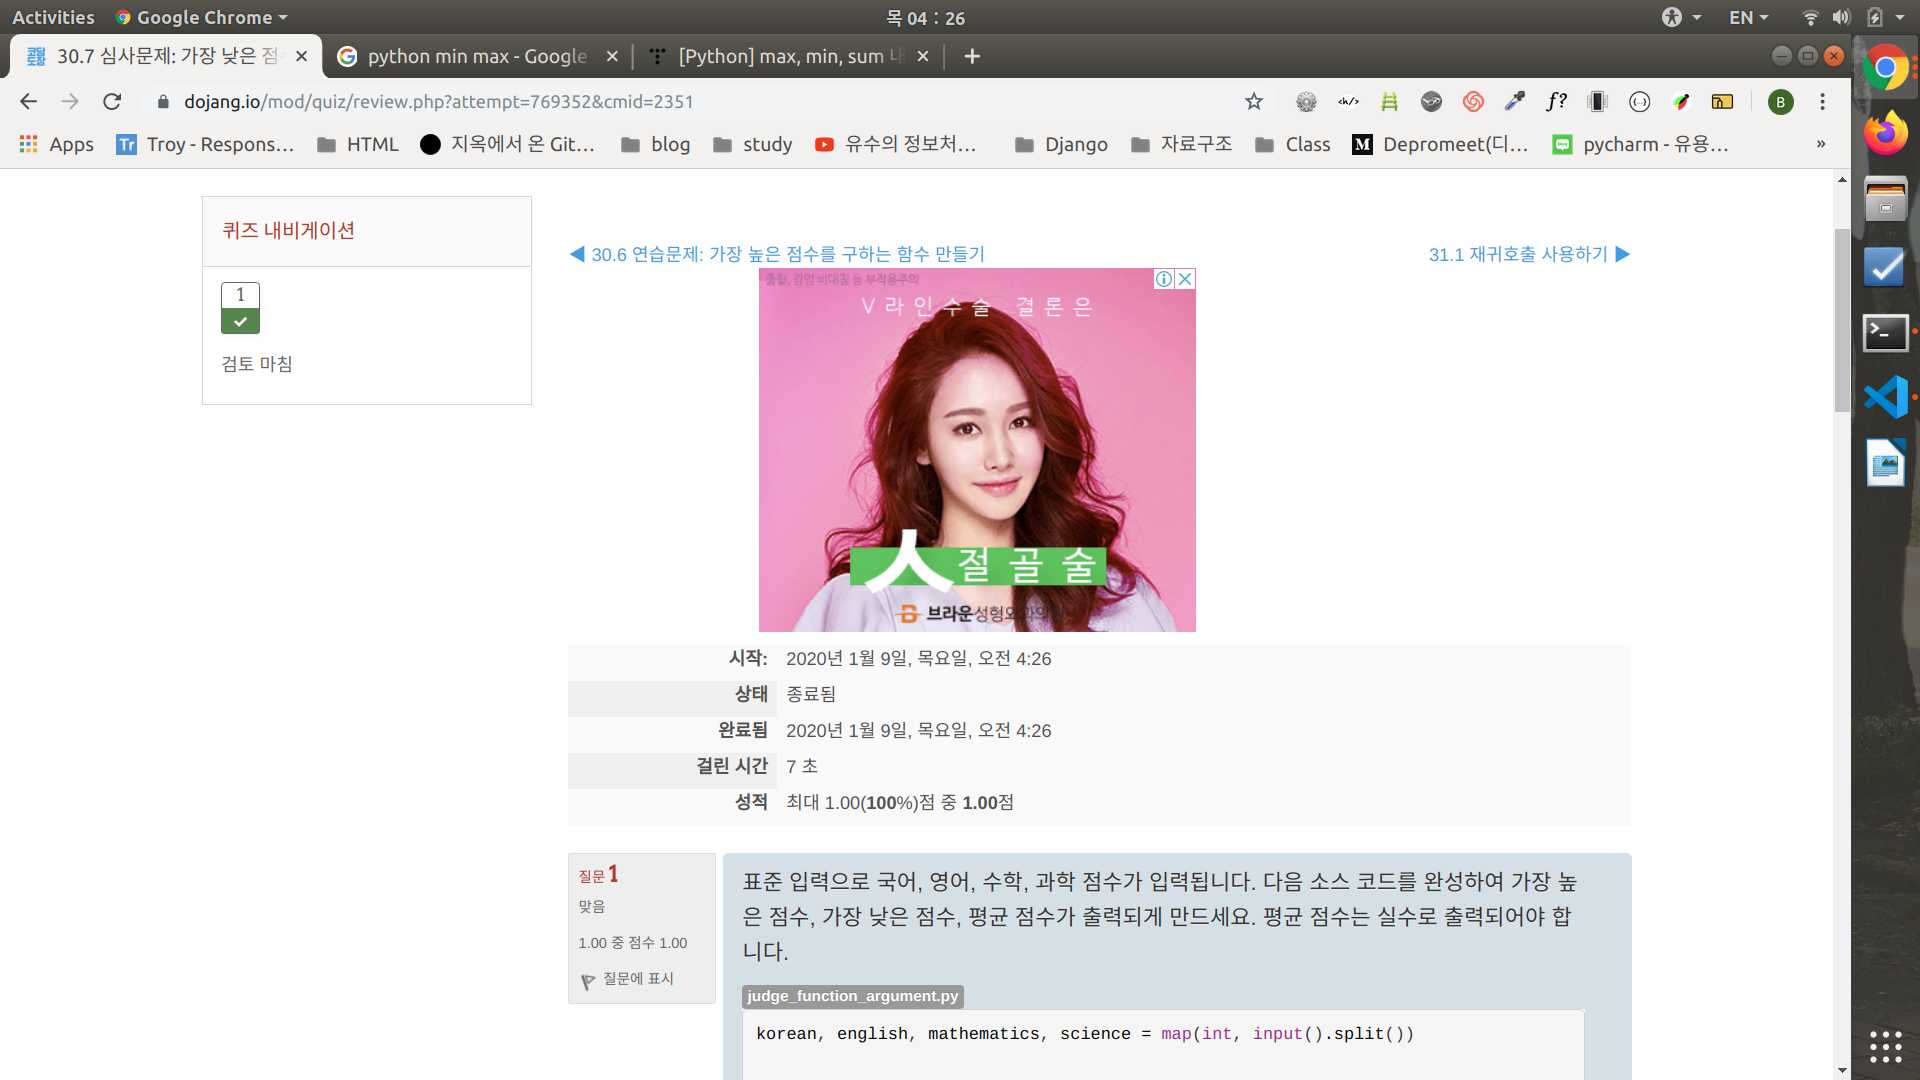 Activities
Google Chrome
목 04 : 26
EN
30.7 심사문제: 가장 낮은 점
python min max - Google
[Python] max, min, sum 내
dojang.io/mod/quiz/review.php?attempt=769352&cmid=2351
<h/>
f?
B
Apps
Tr
Troy - Respons...
HTML
지옥에서 온 Git...
blog
study
유수의 정보처...
Django
자료구조
Class
M
Depromeet(디...
pycharm - 유용...
»
퀴즈 내비게이션
1
검토 마침
◀ 30.6 연습문제: 가장 높은 점수를 구하는 함수 만들기
31.1 재귀호출 사용하기 ▶
출혈, 감염 비대칭 등 부작용주의
V라인수술 결론은
人절골술
브라운성형외과의원
시작: 2020년 1월 9일, 목요일, 오전 4:26
상태 종료됨
완료됨 2020년 1월 9일, 목요일, 오전 4:26
걸린 시간 7 초
성적 최대 1.00(100%)점 중 1.00점
질문 1
맞음
1.00 중 점수 1.00
질문에 표시
표준 입력으로 국어, 영어, 수학, 과학 점수가 입력됩니다. 다음 소스 코드를 완성하여 가장 높
은 점수, 가장 낮은 점수, 평균 점수가 출력되게 만드세요. 평균 점수는 실수로 출력되어야 합
니다.
judge_function_argument.py
korean, english, mathematics, science = map(int, input().split())